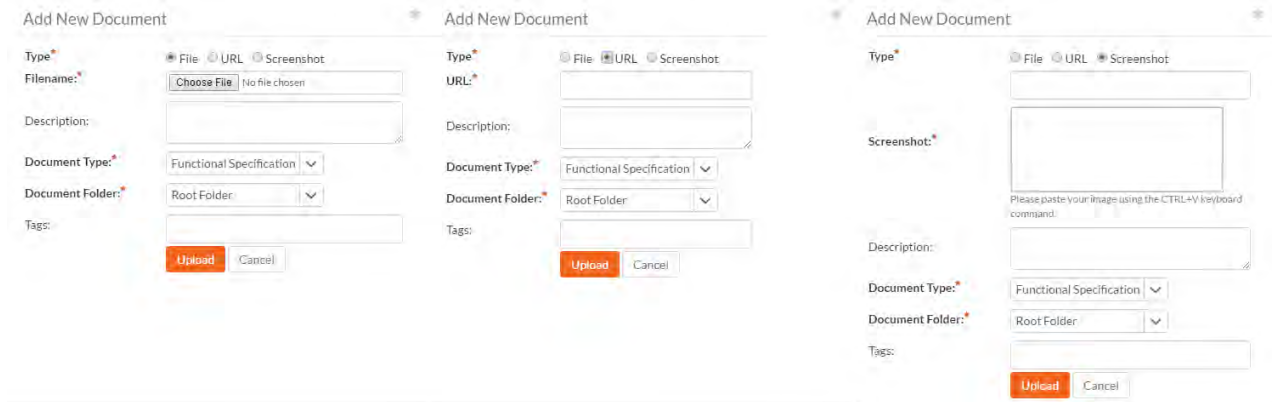 Add New Document
Type*
File URL Screenshot
Filename:*
Choose File No file chosen
Description:
Document Type:*
Functional Specification
Document Folder:*
Root Folder
Tags:
Upload Cancel
Add New Document
Type*
File URL Screenshot
URL:*
Description:
Document Type:*
Functional Specification
Document Folder:*
Root Folder
Tags:
Upload Cancel
Add New Document
Type*
File URL Screenshot
Screenshot:*
Please paste your image using the CTRL+V keyboard
command.
Description:
Document Type:*
Functional Specification
Document Folder:*
Root Folder
Tags:
Upload Cancel